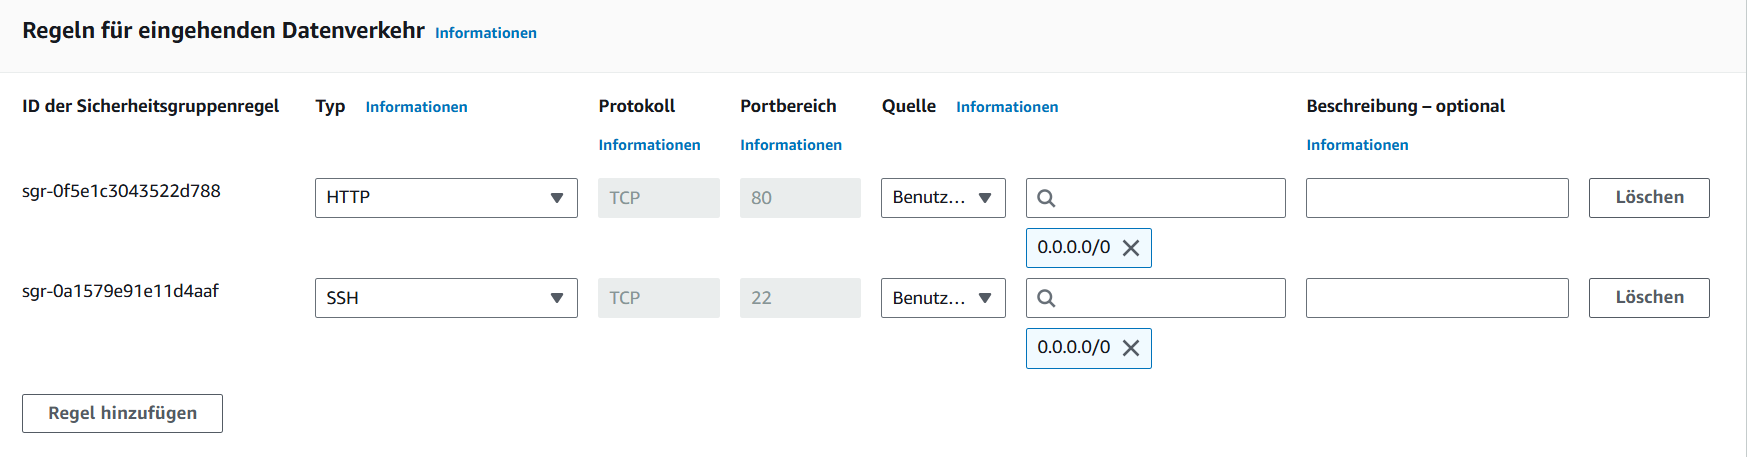 Regeln für eingehenden Datenverkehr Informationen
ID der Sicherheitsgruppenregel Typ Informationen Protokoll Portbereich Quelle Informationen Beschreibung – optional
Informationen Informationen Informationen
sgr-0f5e1c3043522d788 HTTP TCP 80 Benutz... Löschen
0.0.0.0/0
sgr-0a1579e91e11d4aaf SSH TCP 22 Benutz... Löschen
0.0.0.0/0
Regel hinzufügen